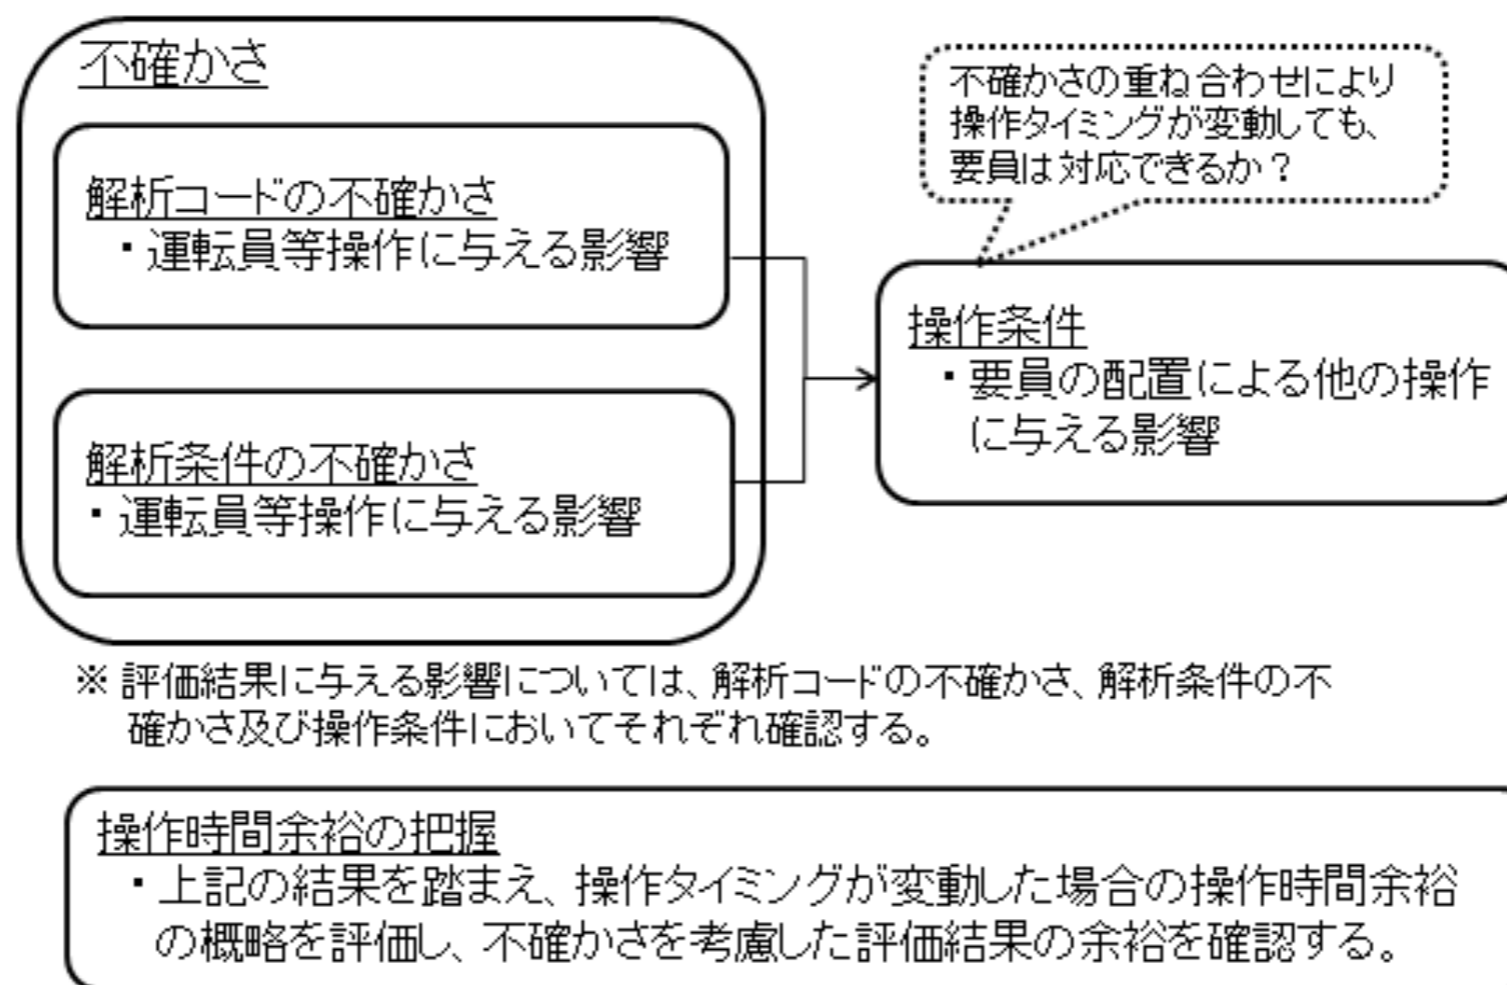 不確かさ
解析コードの不確かさ
・運転員等操作に与える影響
解析条件の不確かさ
・運転員等操作に与える影響
不確かさの重ね合わせにより
操作タイミングが変動しても、
要員は対応できるか？
操作条件
・要員の配置による他の操作
に与える影響
※ 評価結果に与える影響については、解析コードの不確かさ、解析条件の不
確かさ及び操作条件においてそれぞれ確認する。
操作時間余裕の把握
・上記の結果を踏まえ、操作タイミングが変動した場合の操作時間余裕
の概略を評価し、不確かさを考慮した評価結果の余裕を確認する。